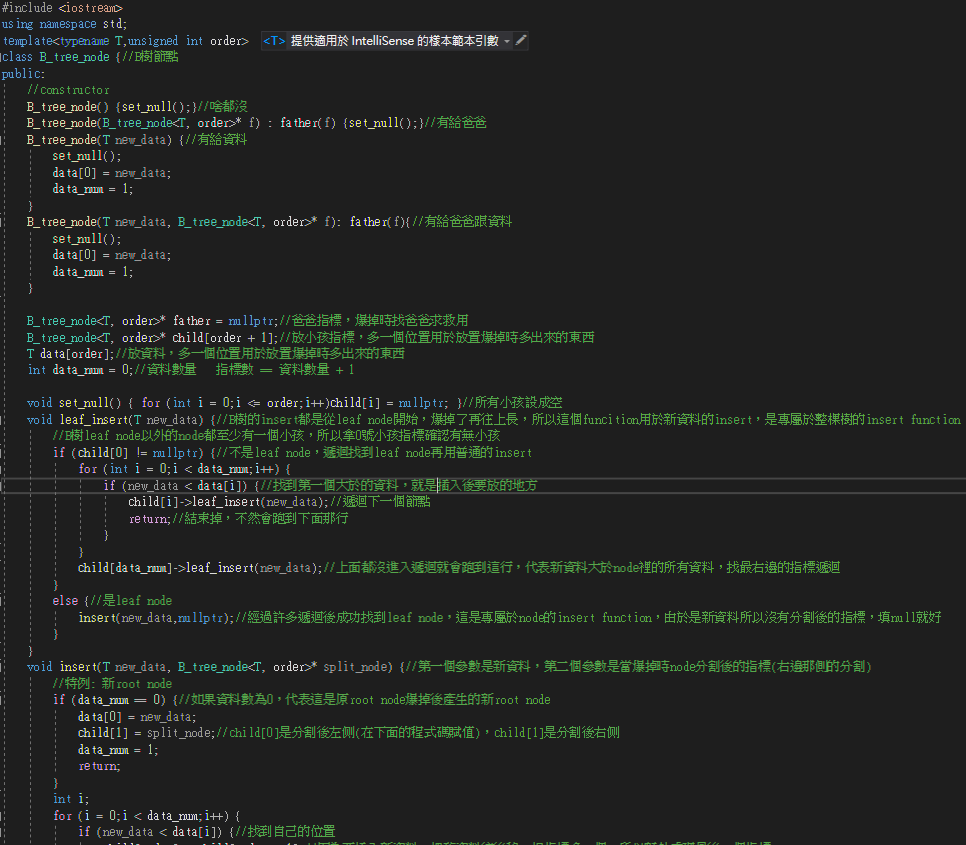 #include <iostream>
using namespace std;
template<typename T,unsigned int order> <T> 提供適用於 IntelliSense 的樣本範本引數
class B_tree_node {//B樹節點
public:
//constructor
B_tree_node() {set_null();}//啥都沒
B_tree_node(B_tree_node<T, order>* f) : father(f) {set_null();}//有給爸爸
B_tree_node(T new_data) {//有給資料
set_null();
data[0] = new_data;
data_num = 1;
}
B_tree_node(T new_data, B_tree_node<T, order>* f): father(f){//有給爸爸跟資料
set_null();
data[0] = new_data;
data_num = 1;
}
B_tree_node<T, order>* father = nullptr;//爸爸指標，爆掉時找爸爸求救用
B_tree_node<T, order>* child[order + 1];//放小孩指標，多一個位置用於放置爆掉時多出來的東西
T data[order];//放資料，多一個位置用於放置爆掉時多出來的東西
int data_num = 0;//資料數量 指標數 == 資料數量 + 1
void set_null() { for (int i = 0;i <= order;i++)child[i] = nullptr; }//所有小孩設成空
void leaf_insert(T new_data) {//B樹的insert都是從leaf node開始，爆掉了再往上長，所以這個funcition用於新資料的insert，是專屬於整棵樹的insert function
//B樹leaf node以外的node都至少有一個小孩，所以拿0號小孩指標確認有無小孩
if (child[0] != nullptr) {//不是leaf node，遞迴找到leaf node再用普通的insert
for (int i = 0;i < data_num;i++) {
if (new_data < data[i]) {//找到第一個大於的資料，就是插入後要放的地方
child[i]->leaf_insert(new_data);//遞迴下一個節點
return;//結束掉，不然會跑到下面那行
}
}
child[data_num]->leaf_insert(new_data);//上面都沒進入遞迴就會跑到這行，代表新資料大於node裡的所有資料，找最右邊的指標遞迴
}
else {//是leaf node
insert(new_data,nullptr);//經過許多遞迴後成功找到leaf node，這是專屬於node的insert function，由於是新資料所以沒有分割後的指標，填null就好
}
}
void insert(T new_data, B_tree_node<T, order>* split_node) {//第一個參數是新資料，第二個參數是當爆掉時node分割後的指標(右邊那側的分割)
//特例: 新root node
if (data_num == 0) {//如果資料數為0，代表這是原root node爆掉後產生的新root node
data[0] = new_data;
child[1] = split_node;//child[0]是分割後左側(在下面的程式碼賦值)，child[1]是分割後右側
data_num = 1;
return;
}
int i;
for (i = 0;i < data_num;i++) {
if (new_data < data[i]) {//找到自己的位置